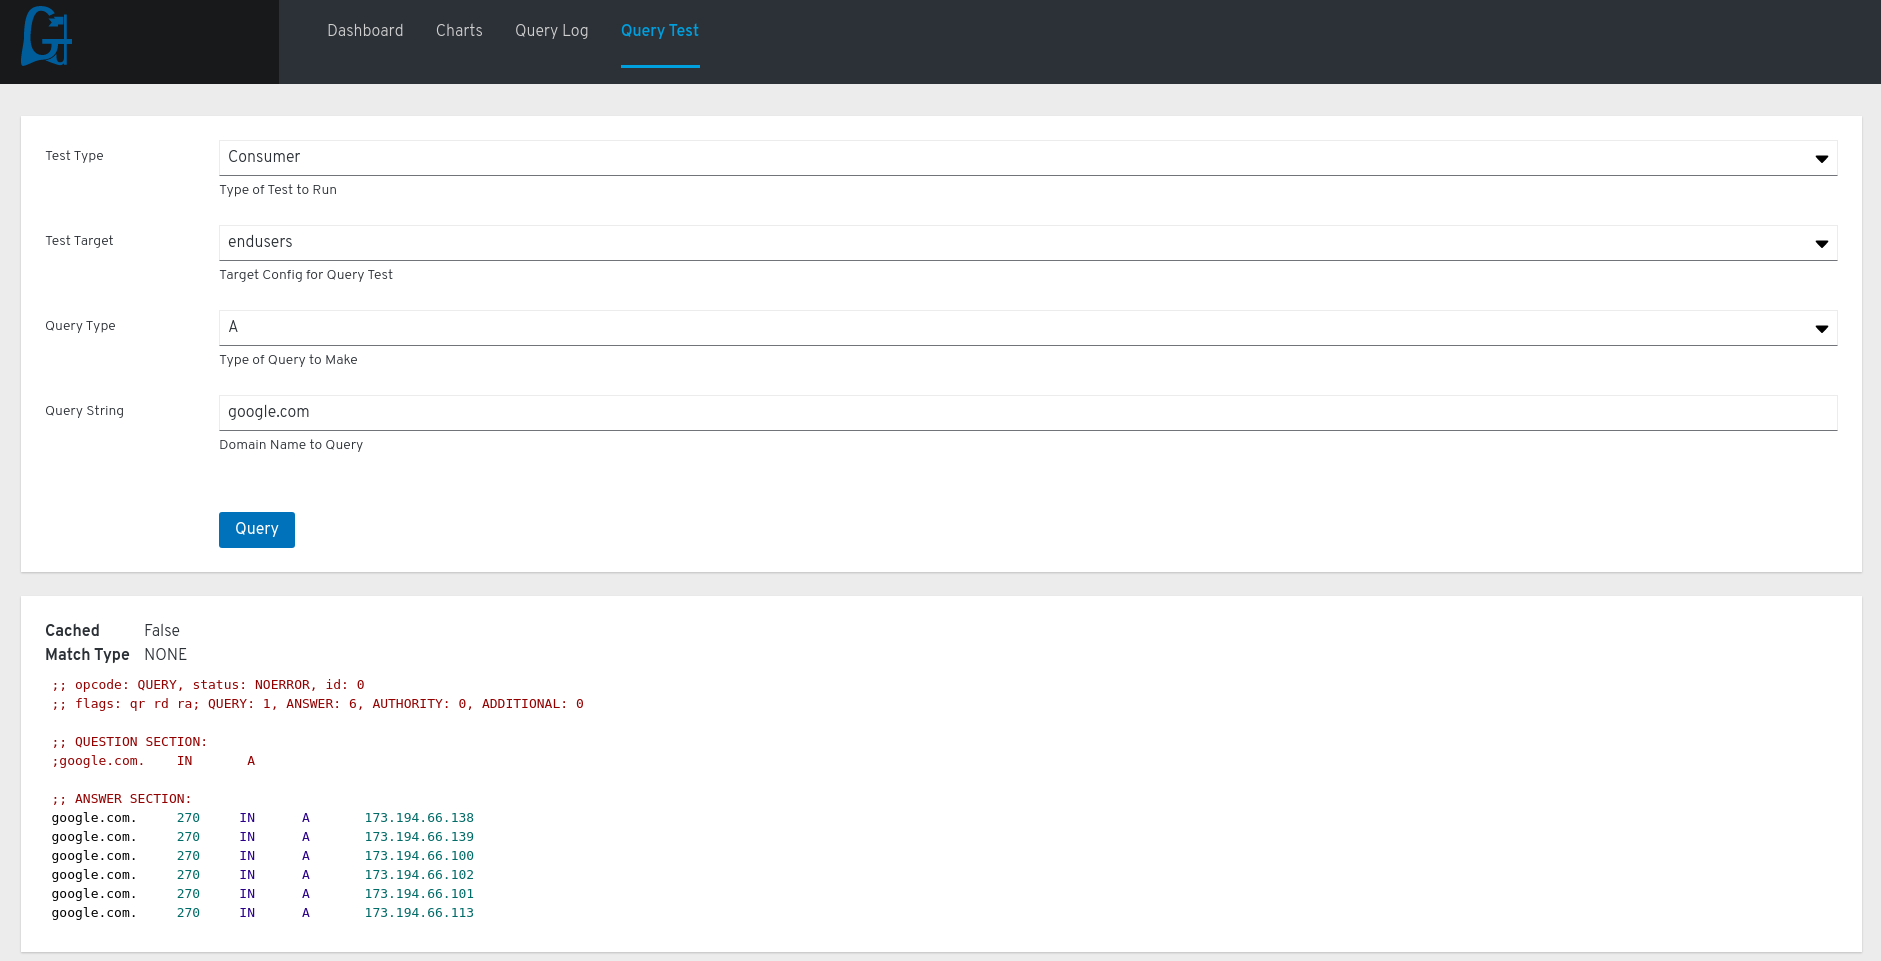 Dashboard Charts Query Log Query Test
Test Type Consumer
Type of Test to Run
Test Target endusers
Target Config for Query Test
Query Type A
Type of Query to Make
Query String google.com
Domain Name to Query
Query
Cached False
Match Type NONE
;; opcode: QUERY, status: NOERROR, id: 0
;; flags: qr rd ra; QUERY: 1, ANSWER: 6, AUTHORITY: 0, ADDITIONAL: 0
;; QUESTION SECTION:
;google.com. IN A
;; ANSWER SECTION:
google.com. 270 IN A 173.194.66.138
google.com. 270 IN A 173.194.66.139
google.com. 270 IN A 173.194.66.100
google.com. 270 IN A 173.194.66.102
google.com. 270 IN A 173.194.66.101
google.com. 270 IN A 173.194.66.113